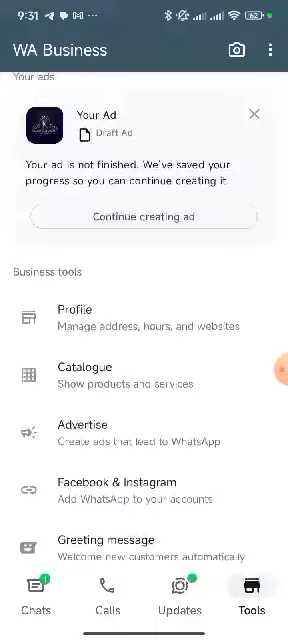 9:31
62
WA Business
Your ads
Your Ad
Draft Ad
Your ad is not finished. We've saved your
progress so you can continue creating it.
Continue creating ad
Business tools
Profile
Manage address, hours, and websites
Catalogue
Show products and services
Advertise
Create ads that lead to WhatsApp
Facebook & Instagram
Add WhatsApp to your accounts
Greeting message
Welcome new customers automatically
1
Chats
Calls
Updates
Tools